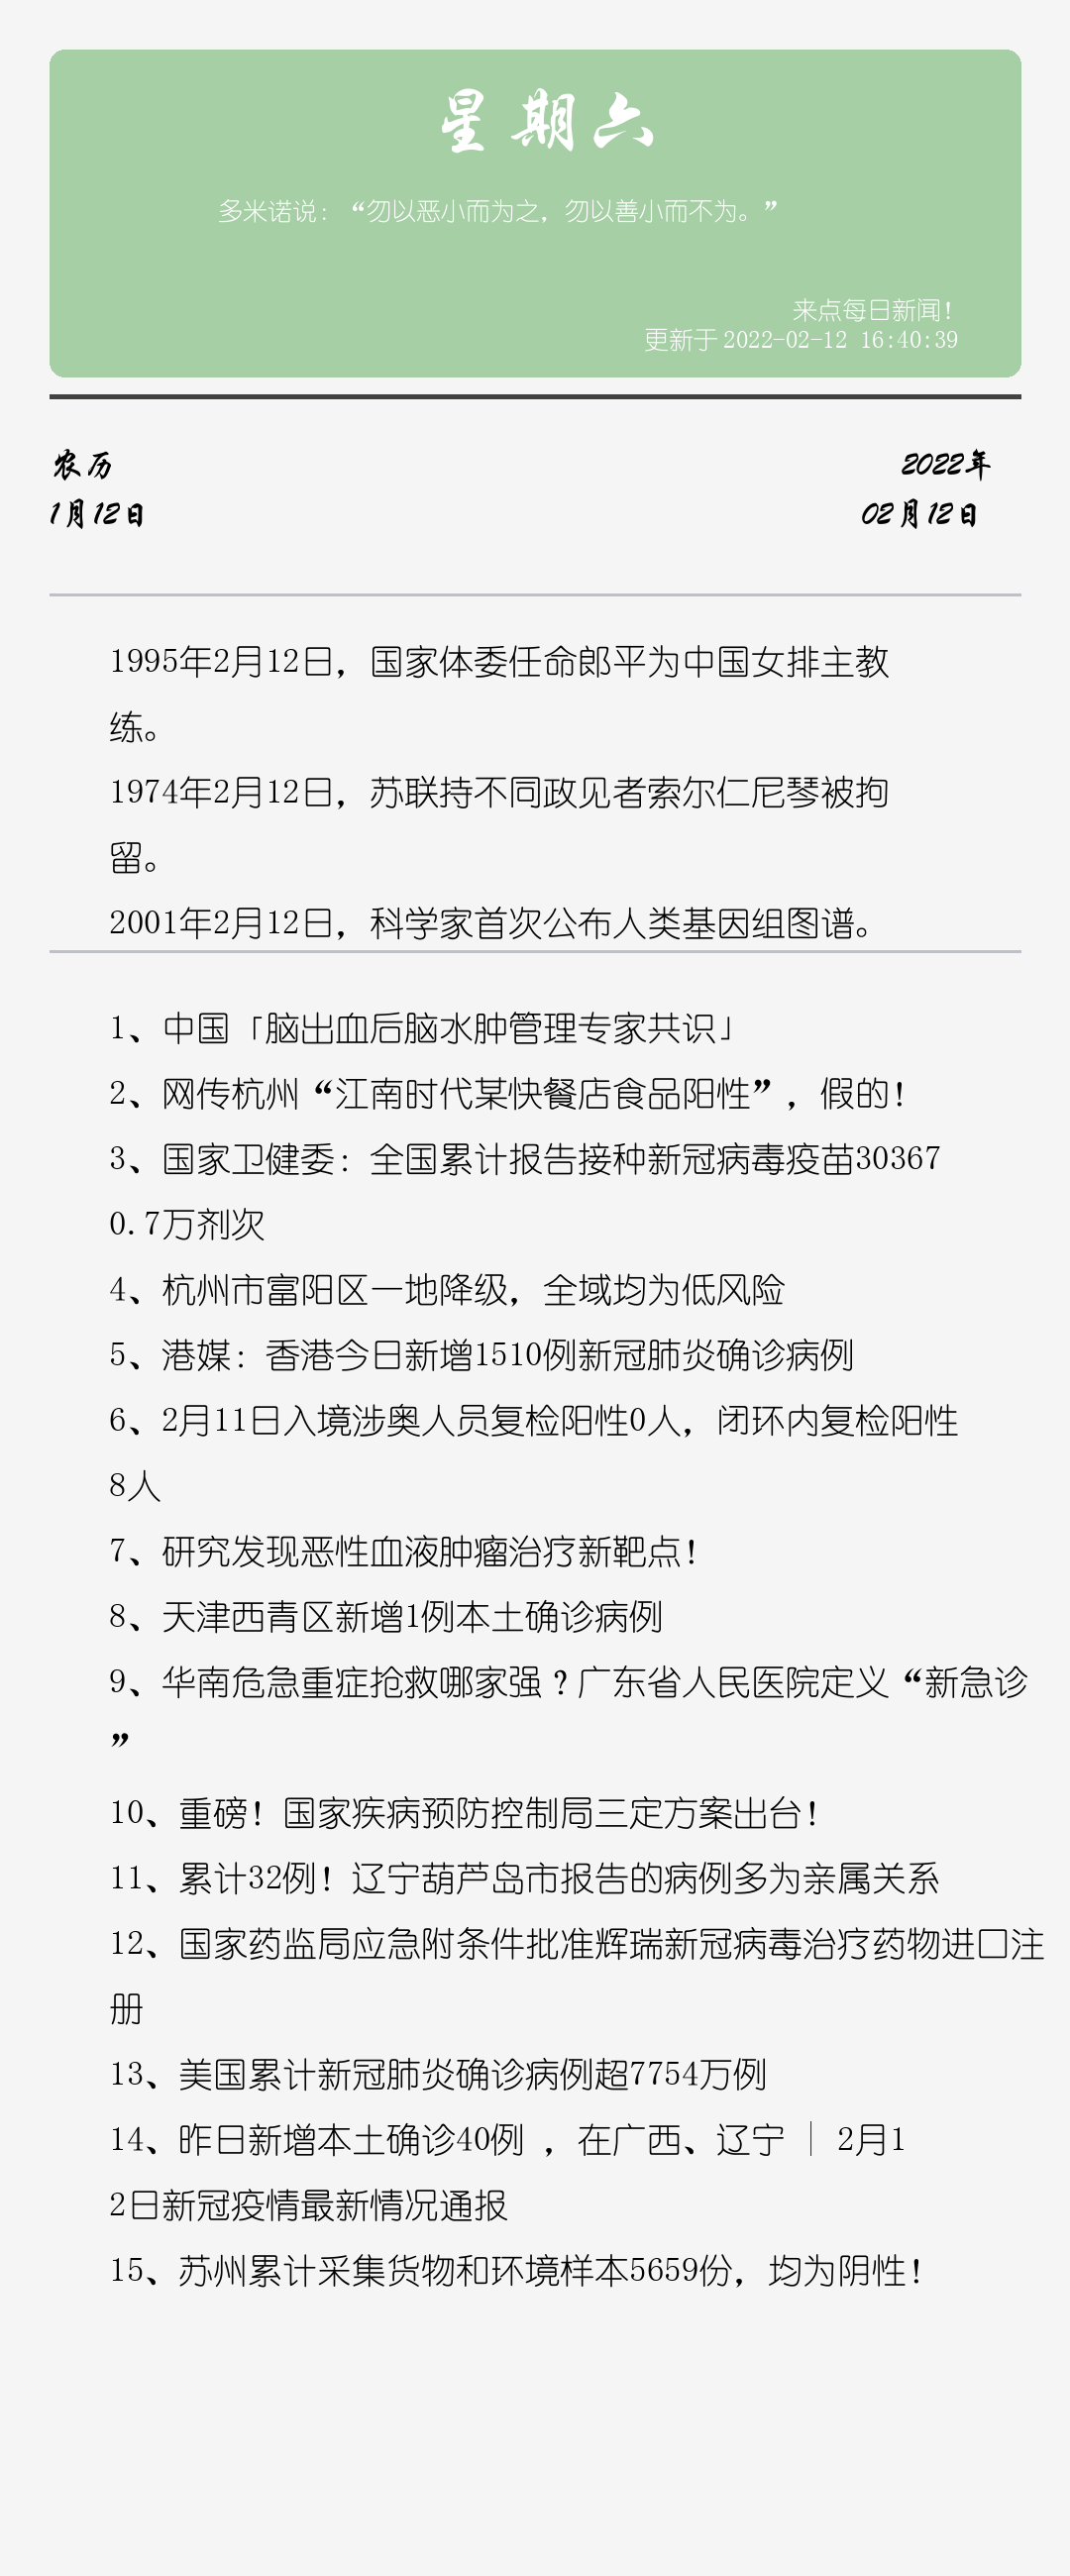 星期六
多米诺说：“勿以恶小而为之，勿以善小而不为。”
来点每日新闻！
更新于 2022-02-12 16:40:39
农历
2022年
1月12日
02月12日
1995年2月12日，国家体委任命郎平为中国女排主教
练。
1974年2月12日，苏联持不同政见者索尔仁尼琴被拘
留。
2001年2月12日，科学家首次公布人类基因组图谱。
1、中国「脑出血后脑水肿管理专家共识」
2、网传杭州“江南时代某快餐店食品阳性”，假的！
3、国家卫健委：全国累计报告接种新冠病毒疫苗30367
0.7万剂次
4、杭州市富阳区一地降级，全域均为低风险
5、港媒：香港今日新增1510例新冠肺炎确诊病例
6、2月11日入境涉奥人员复检阳性0人，闭环内复检阳性
8人
7、研究发现恶性血液肿瘤治疗新靶点！
8、天津西青区新增1例本土确诊病例
9、华南危急重症抢救哪家强？广东省人民医院定义“新急诊
”
10、重磅！国家疾病预防控制局三定方案出台！
11、累计32例！辽宁葫芦岛市报告的病例多为亲属关系
12、国家药监局应急附条件批准辉瑞新冠病毒治疗药物进口注
册
13、美国累计新冠肺炎确诊病例超7754万例
14、昨日新增本土确诊40例 ，在广西、辽宁 | 2月1
2日新冠疫情最新情况通报
15、苏州累计采集货物和环境样本5659份，均为阴性！